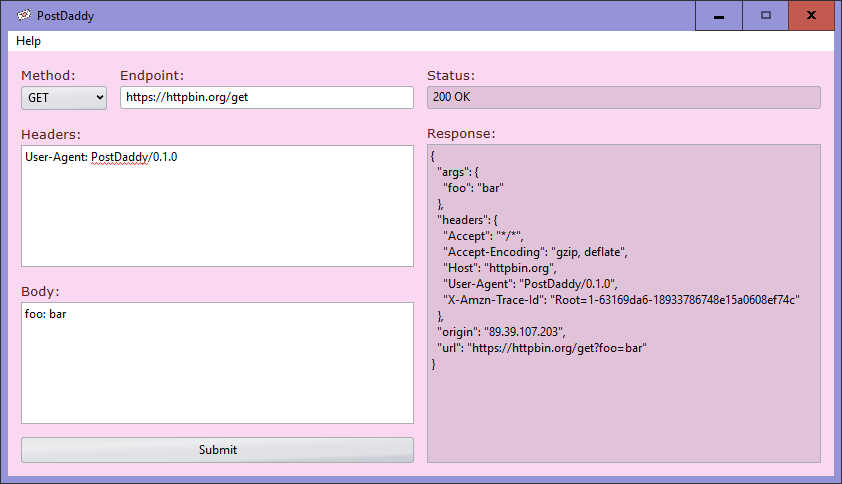 PostDaddy
Help
Method:
GET
Endpoint:
https://httpbin.org/get
Headers:
User-Agent: PostDaddy/0.1.0
Body:
foo: bar
Submit
Status:
200 OK
Response:
{
  "args": {
    "foo": "bar"
  },
  "headers": {
    "Accept": "*/*",
    "Accept-Encoding": "gzip, deflate",
    "Host": "httpbin.org",
    "User-Agent": "PostDaddy/0.1.0",
    "X-Amzn-Trace-Id": "Root=1-63169da6-18933786748e15a0608ef74c"
  },
  "origin": "89.39.107.203",
  "url": "https://httpbin.org/get?foo=bar"
}